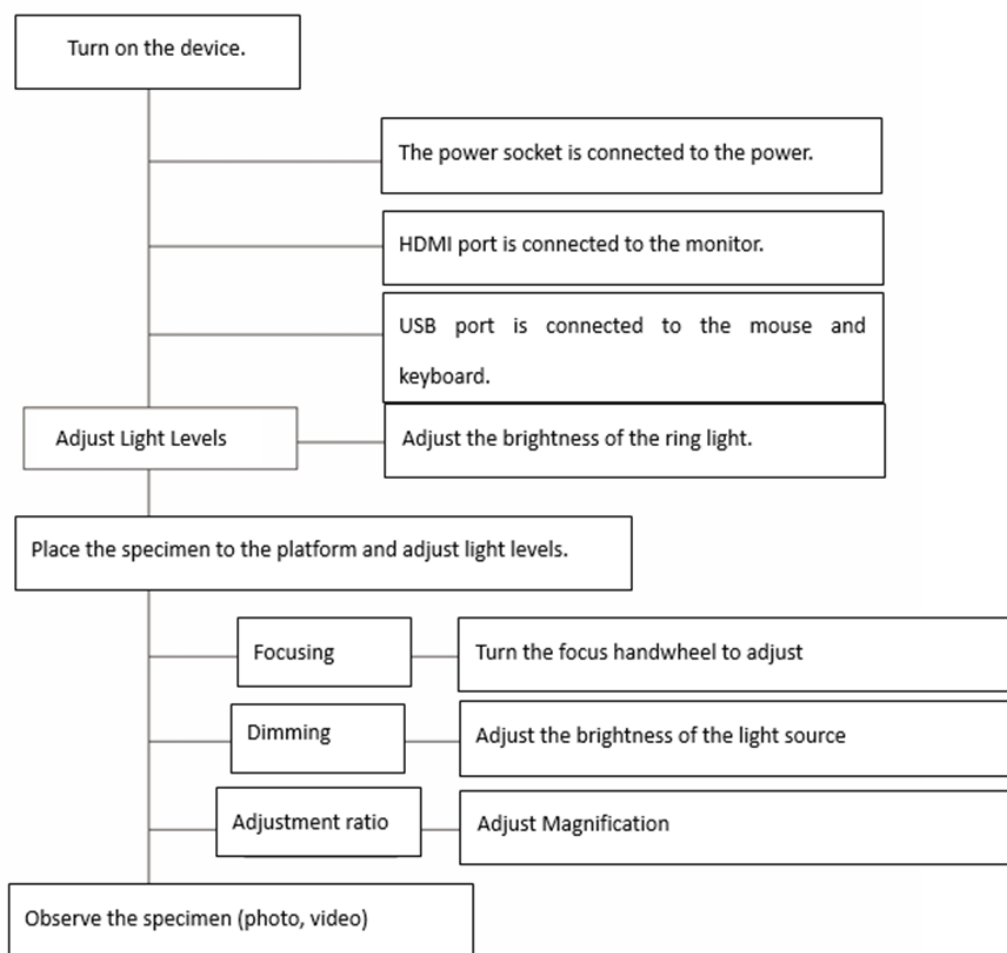 Turn on the device.
The power socket is connected to the power.
HDMI port is connected to the monitor.
USB port is connected to the mouse and
keyboard.
Adjust Light Levels
Adjust the brightness of the ring light.
Place the specimen to the platform and adjust light levels.
Focusing
Turn the focus handwheel to adjust
Dimming
Adjust the brightness of the light source
Adjustment ratio
Adjust Magnification
Observe the specimen (photo, video)